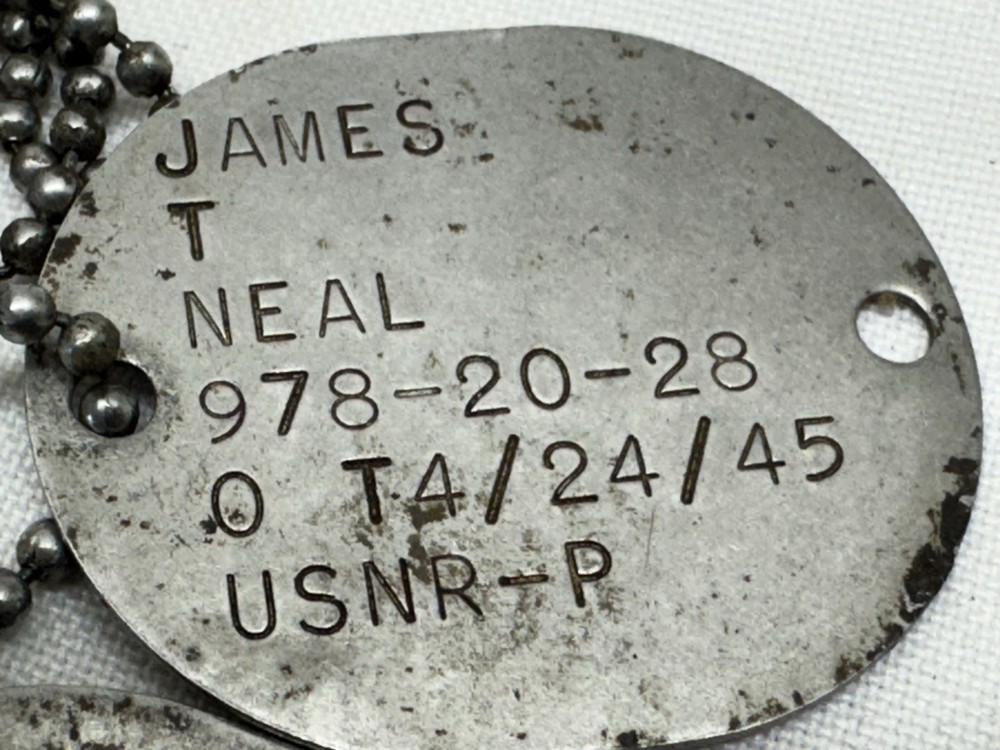 JAMES
T
NEAL
978-20-28
O T4/24/45
USNR-P